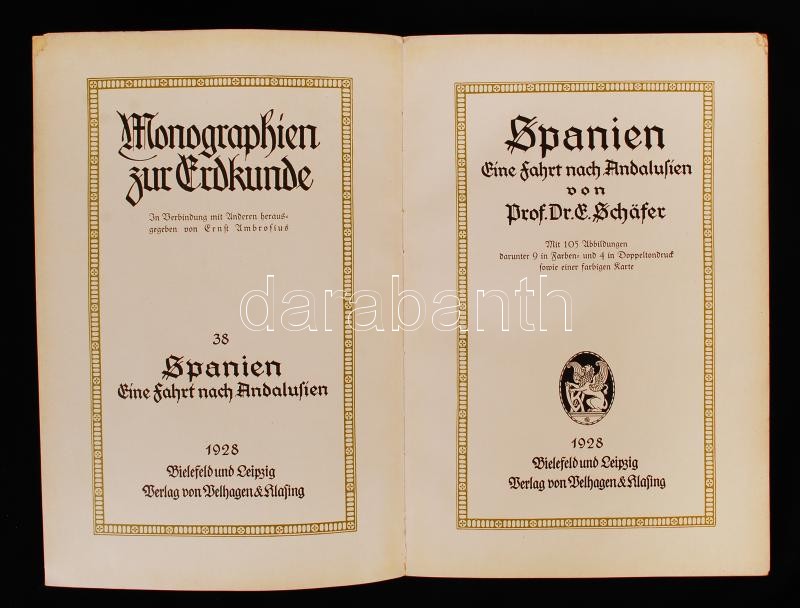 Monographien
zur Erdkunde
In Verbindung mit Anderen heraus-
gegeben von Ernst Ambrosius
38
Spanien
Eine Fahrt nach Andalusien
1928
Bielefeld und Leipzig
Verlag von Velhagen & Klasing
Spanien
Eine Fahrt nach Andalusien
von
Prof. Dr. E. Schäfer
Mit 105 Abbildungen
darunter 9 in Farben- und 4 in Doppeltondruck
sowie einer farbigen Karte
1928
Bielefeld und Leipzig
Verlag von Velhagen & Klasing
darabanth